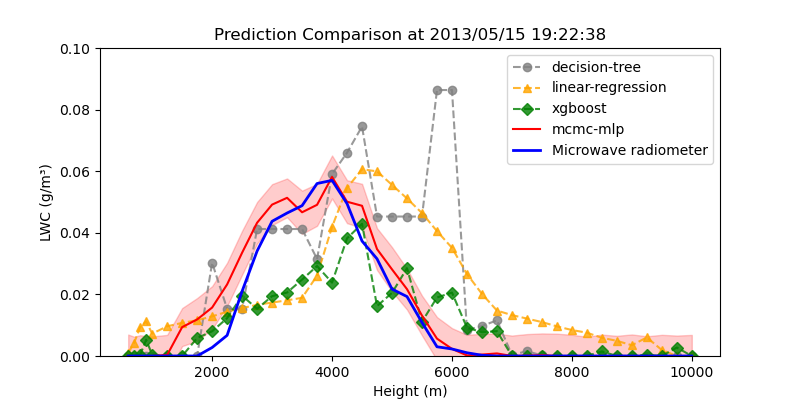 Prediction Comparison at 2013/05/15 19:22:38
0.10
0.08
0.06
0.04
0.02
0.00
LWC (g/m³)
decision-tree
linear-regression
xgboost
mcmc-mlp
Microwave radiometer
2000 4000 6000 8000 10000
Height (m)